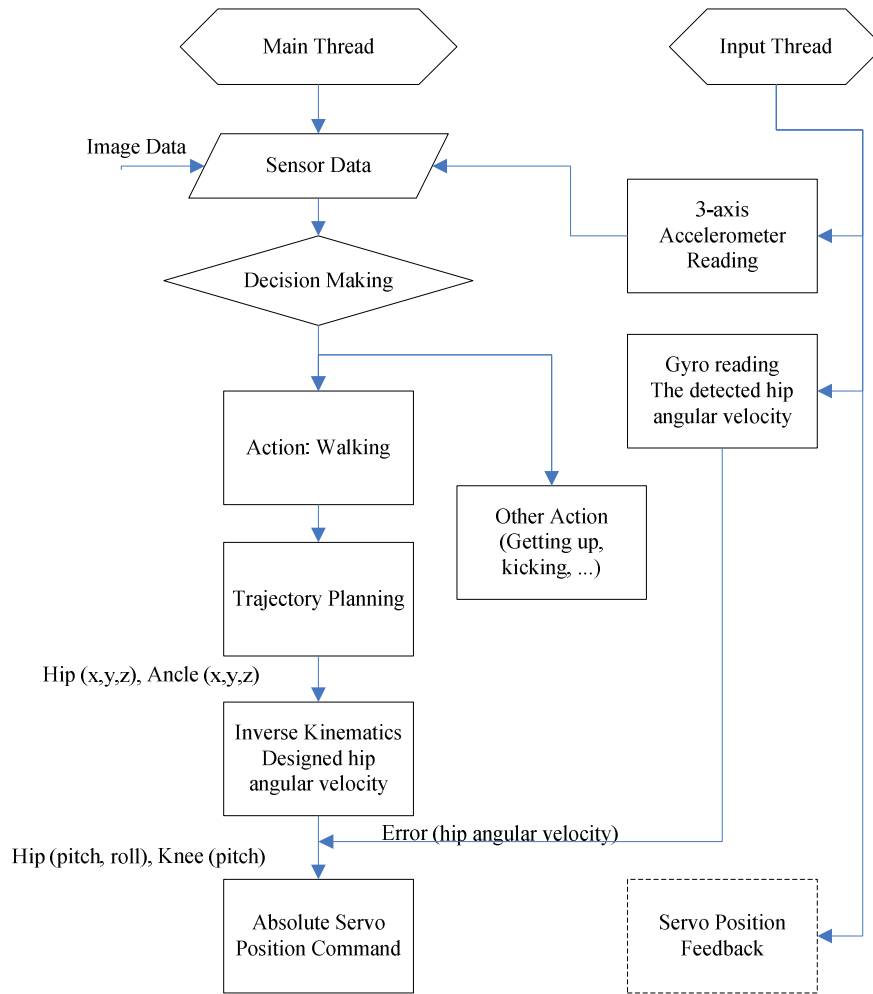 Main Thread
Input Thread
Image Data
Sensor Data
3-axis
Accelerometer
Reading
Decision Making
Gyro reading
The detected hip
angular velocity
Action: Walking
Other Action
(Getting up,
kicking, ...)
Trajectory Planning
Hip (x,y,z), Ancle (x,y,z)
Inverse Kinematics
Designed hip
angular velocity
Error (hip angular velocity)
Hip (pitch, roll), Knee (pitch)
Absolute Servo
Position Command
Servo Position
Feedback